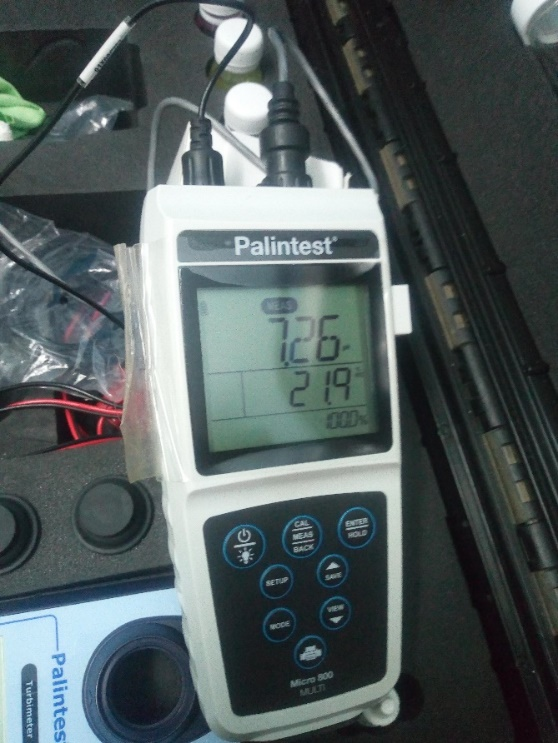 Palintest®
MEAS
7.26 pH
21.9 °C
100.0%
CAL
MEAS
BACK
ENTER
HOLD
SETUP
SAVE
MODE
VIEW
Micro 800
MULTI
Palintest
Turbimeter